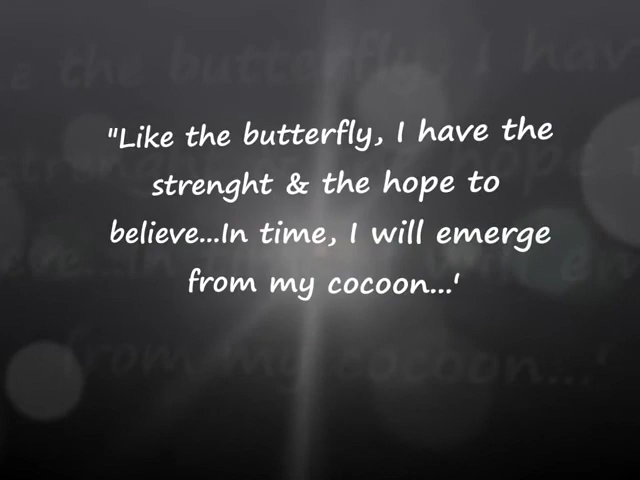 "Like the butterfly, I have the
strenght & the hope to
believe...In time, I will emerge
from my cocoon...'